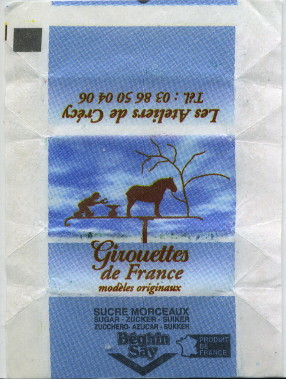 Les Ateliers de Crécy
Tél. : 03 86 50 04 06
Girouettes
de France
modèles originaux
SUCRE MORCEAUX
SUGAR - ZUCKER - SUIKER
ZUCCHERO - AZUCAR - SUKKER
Béghin
Say
PRODUIT
DE
FRANCE